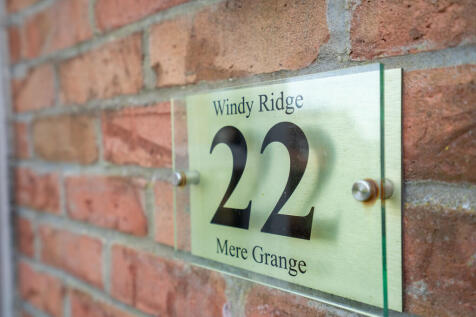 Windy Ridge
22
Mere Grange